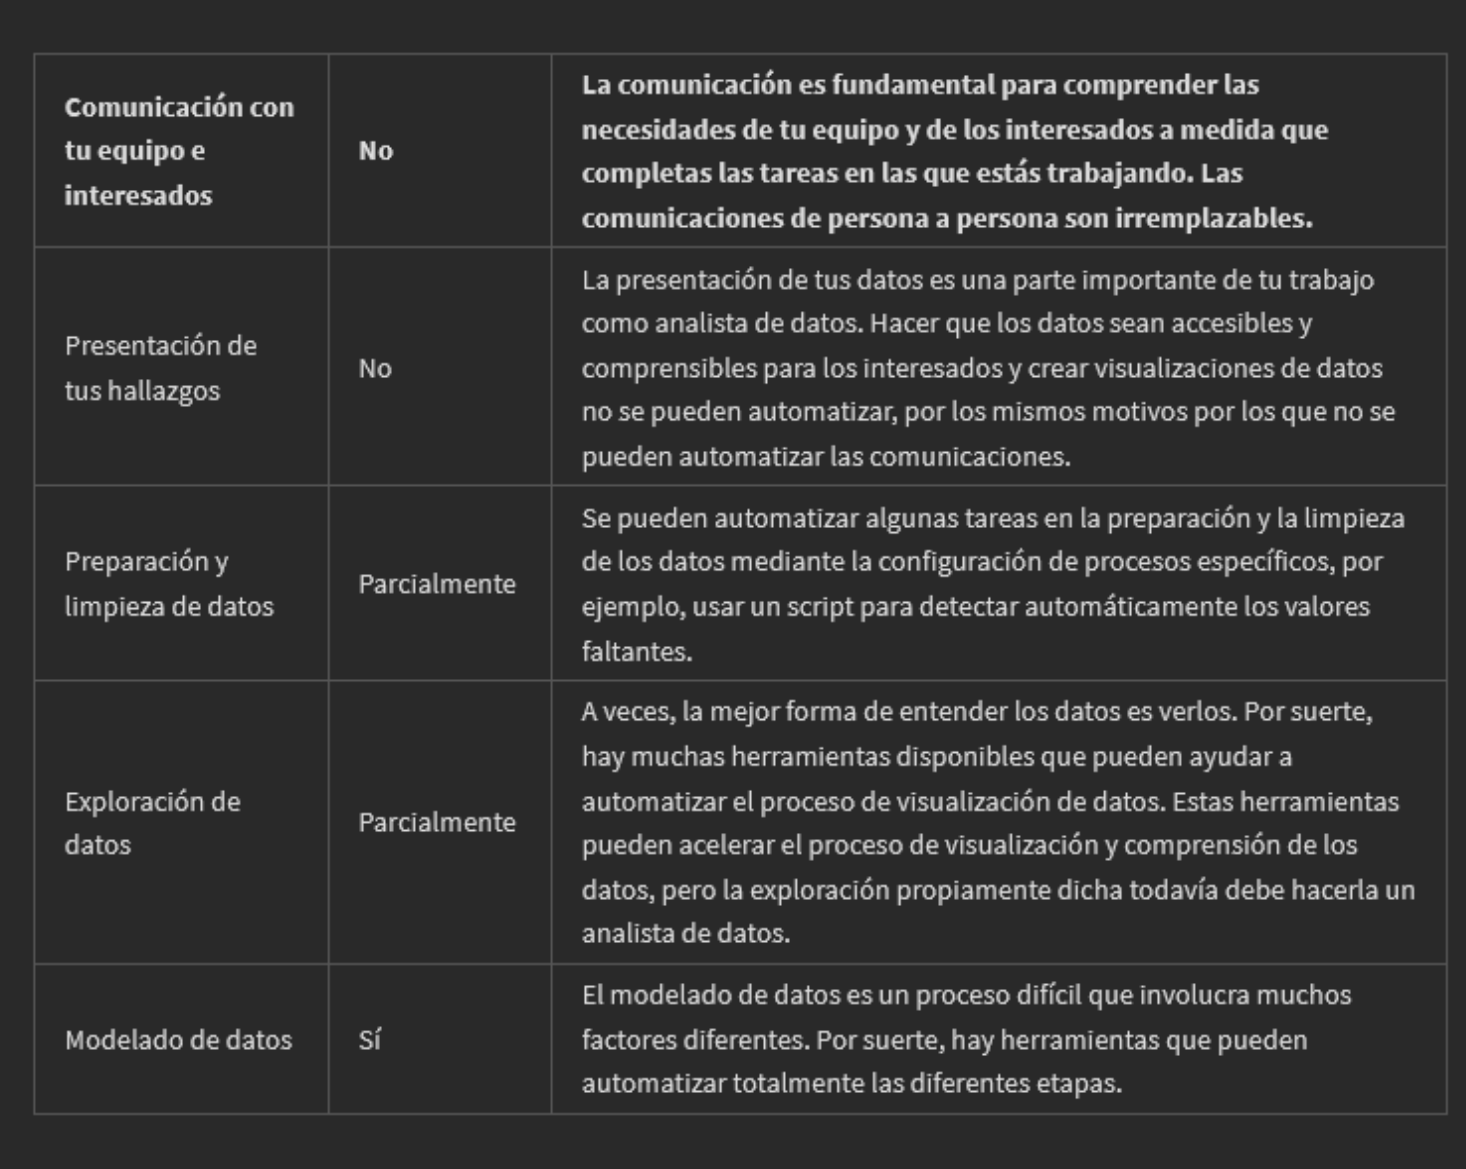 Comunicación con
tu equipo e
interesados
No
La comunicación es fundamental para comprender las
necesidades de tu equipo y de los interesados a medida que
completas las tareas en las que estás trabajando. Las
comunicaciones de persona a persona son irremplazables.
Presentación de
tus hallazgos
No
La presentación de tus datos es una parte importante de tu trabajo
como analista de datos. Hacer que los datos sean accesibles y
comprensibles para los interesados y crear visualizaciones de datos
no se pueden automatizar, por los mismos motivos por los que no se
pueden automatizar las comunicaciones.
Preparación y
limpieza de datos
Parcialmente
Se pueden automatizar algunas tareas en la preparación y la limpieza
de los datos mediante la configuración de procesos específicos, por
ejemplo, usar un script para detectar automáticamente los valores
faltantes.
Exploración de
datos
Parcialmente
A veces, la mejor forma de entender los datos es verlos. Por suerte,
hay muchas herramientas disponibles que pueden ayudar a
automatizar el proceso de visualización de datos. Estas herramientas
pueden acelerar el proceso de visualización y comprensión de los
datos, pero la exploración propiamente dicha todavía debe hacerla un
analista de datos.
Modelado de datos
Sí
El modelado de datos es un proceso difícil que involucra muchos
factores diferentes. Por suerte, hay herramientas que pueden
automatizar totalmente las diferentes etapas.